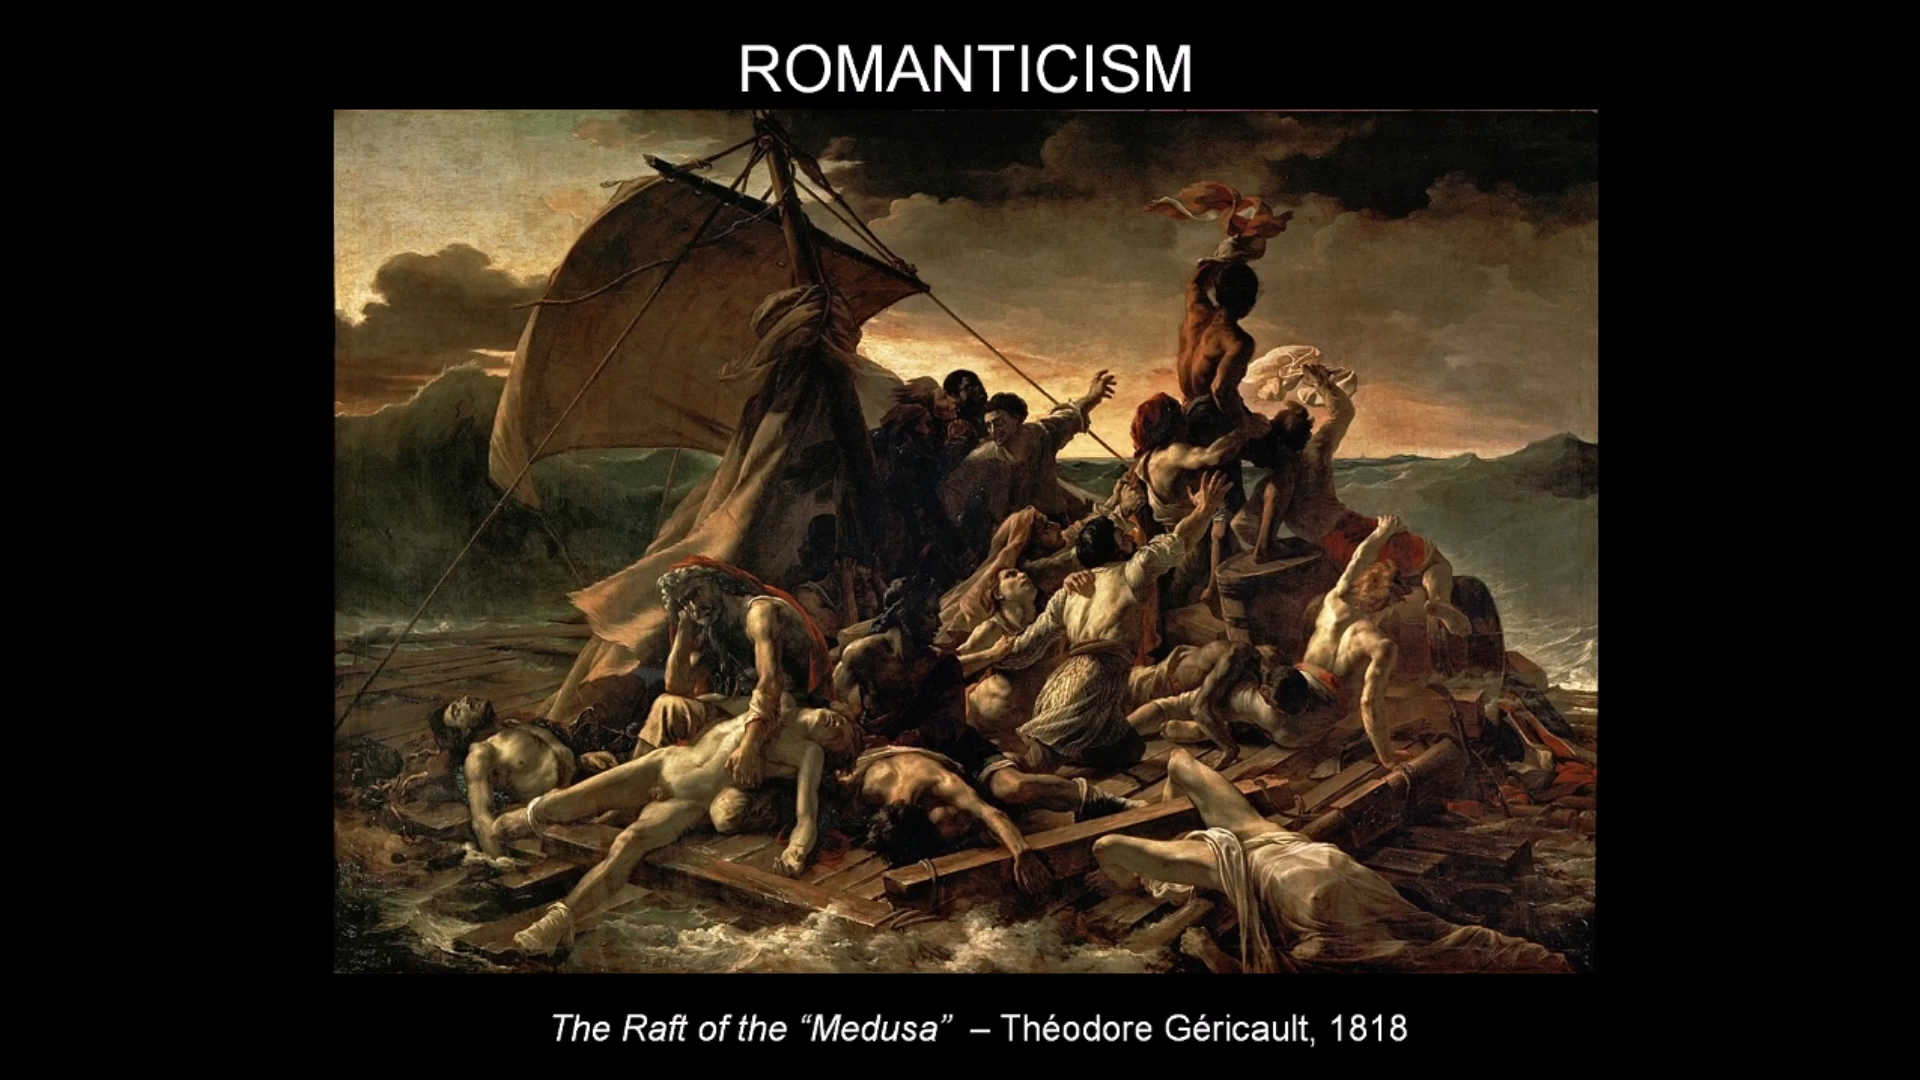 ROMANTICISM
The Raft of the “Medusa” – Théodore Géricault, 1818